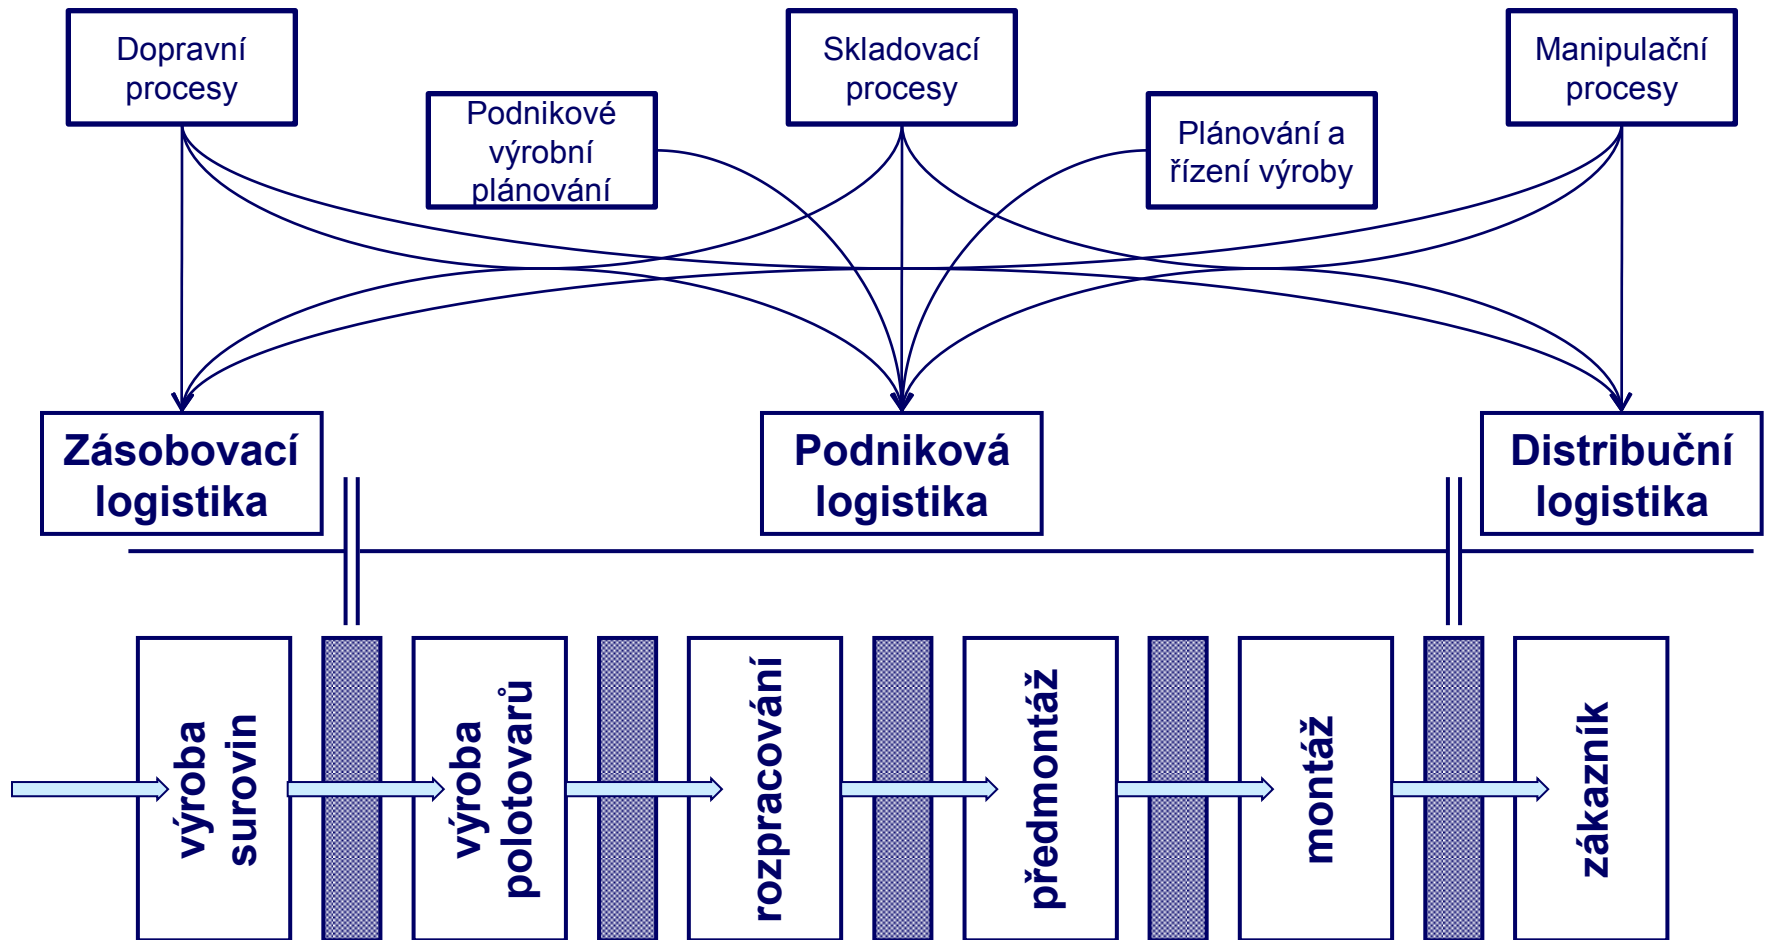 Dopravní
procesy
Skladovací
procesy
Manipulační
procesy
Podnikové
výrobní
plánování
Plánování a
řízení výroby
Zásobovací
logistika
Podniková
logistika
Distribuční
logistika
výroba
surovin
výroba
polotovarů
rozpracování
předmontáž
montáž
zákazník